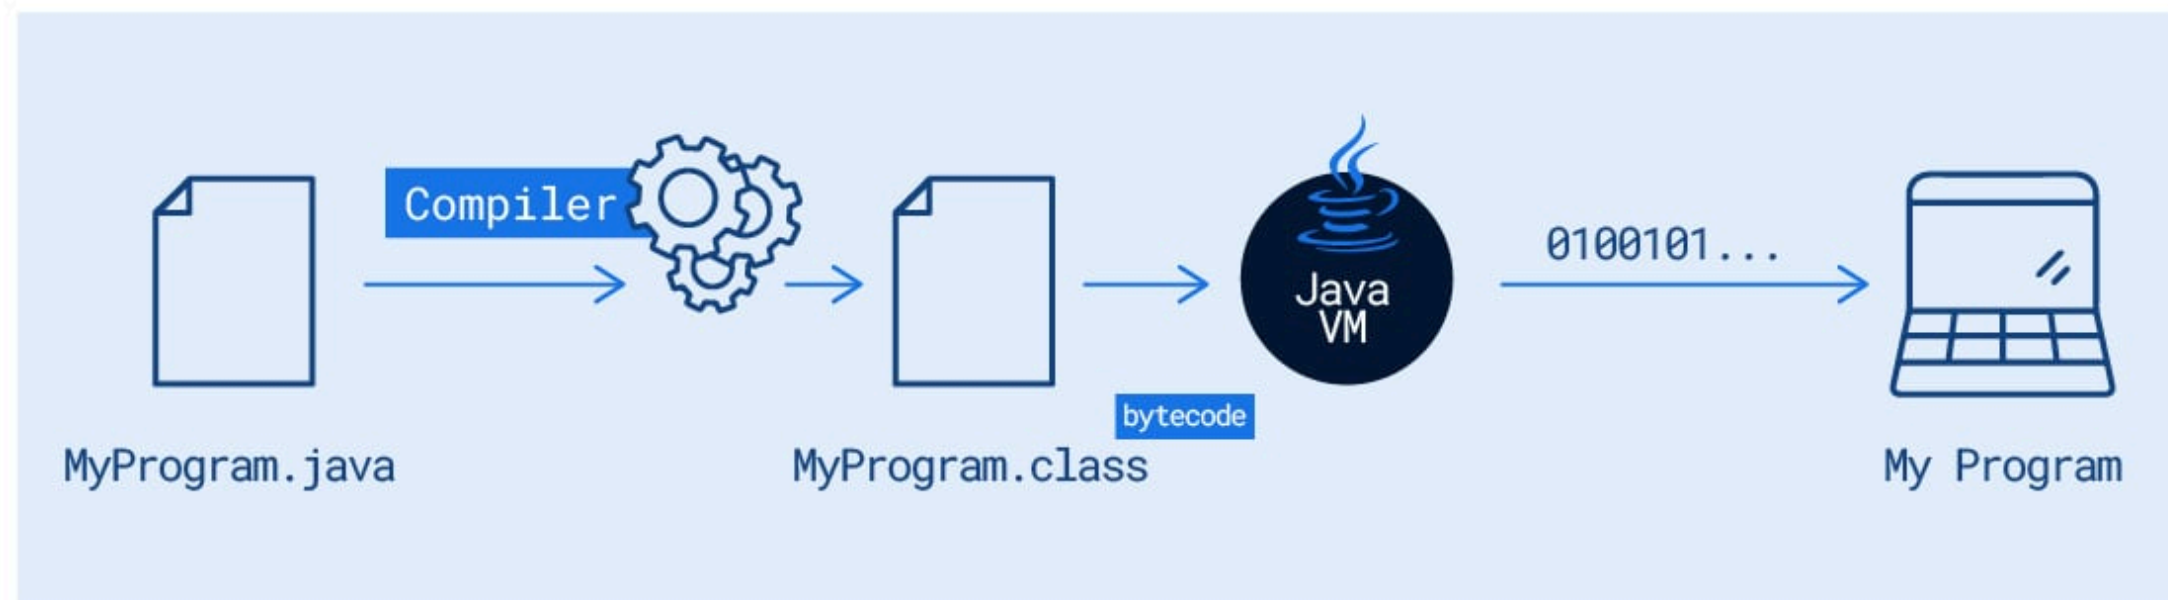 Compiler
0100101...
Java
VM
bytecode
MyProgram.java
MyProgram.class
My Program